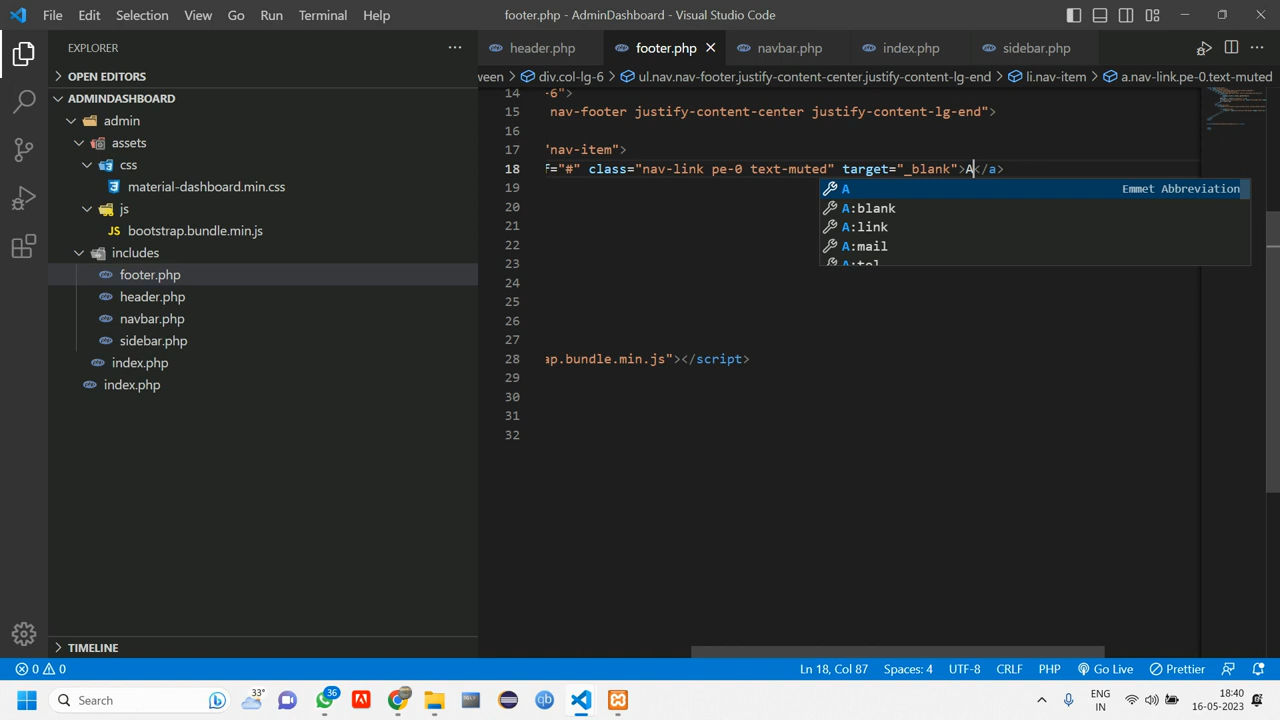 File Edit Selection View Go Run Terminal Help
footer.php - AdminDashboard - Visual Studio Code
EXPLORER
OPEN EDITORS
ADMINDASHBOARD
admin
assets
css
material-dashboard.min.css
js
JS bootstrap.bundle.min.js
includes
footer.php
header.php
navbar.php
sidebar.php
index.php
index.php
TIMELINE
header.php footer.php navbar.php index.php sidebar.php
ween div.col-lg-6 ul.nav.nav-footer.justify-content-center.justify-content-lg-end li.nav-item a.nav-link.pe-0.text-muted
14 -6">
15 nav-footer justify-content-center justify-content-lg-end">
16
17 "nav-item">
18 f="#" class="nav-link pe-0 text-muted" target="_blank">A</a>
19
20
21
22
23
24
25
26
27
28 ap.bundle.min.js"></script>
29
30
31
32
A Emmet Abbreviation
A:blank
A:link
A:mail
A:tel
0 0
Ln 18, Col 87 Spaces: 4 UTF-8 CRLF PHP Go Live Prettier
Search
33°
36
ENG
IN
18:40
16-05-2023